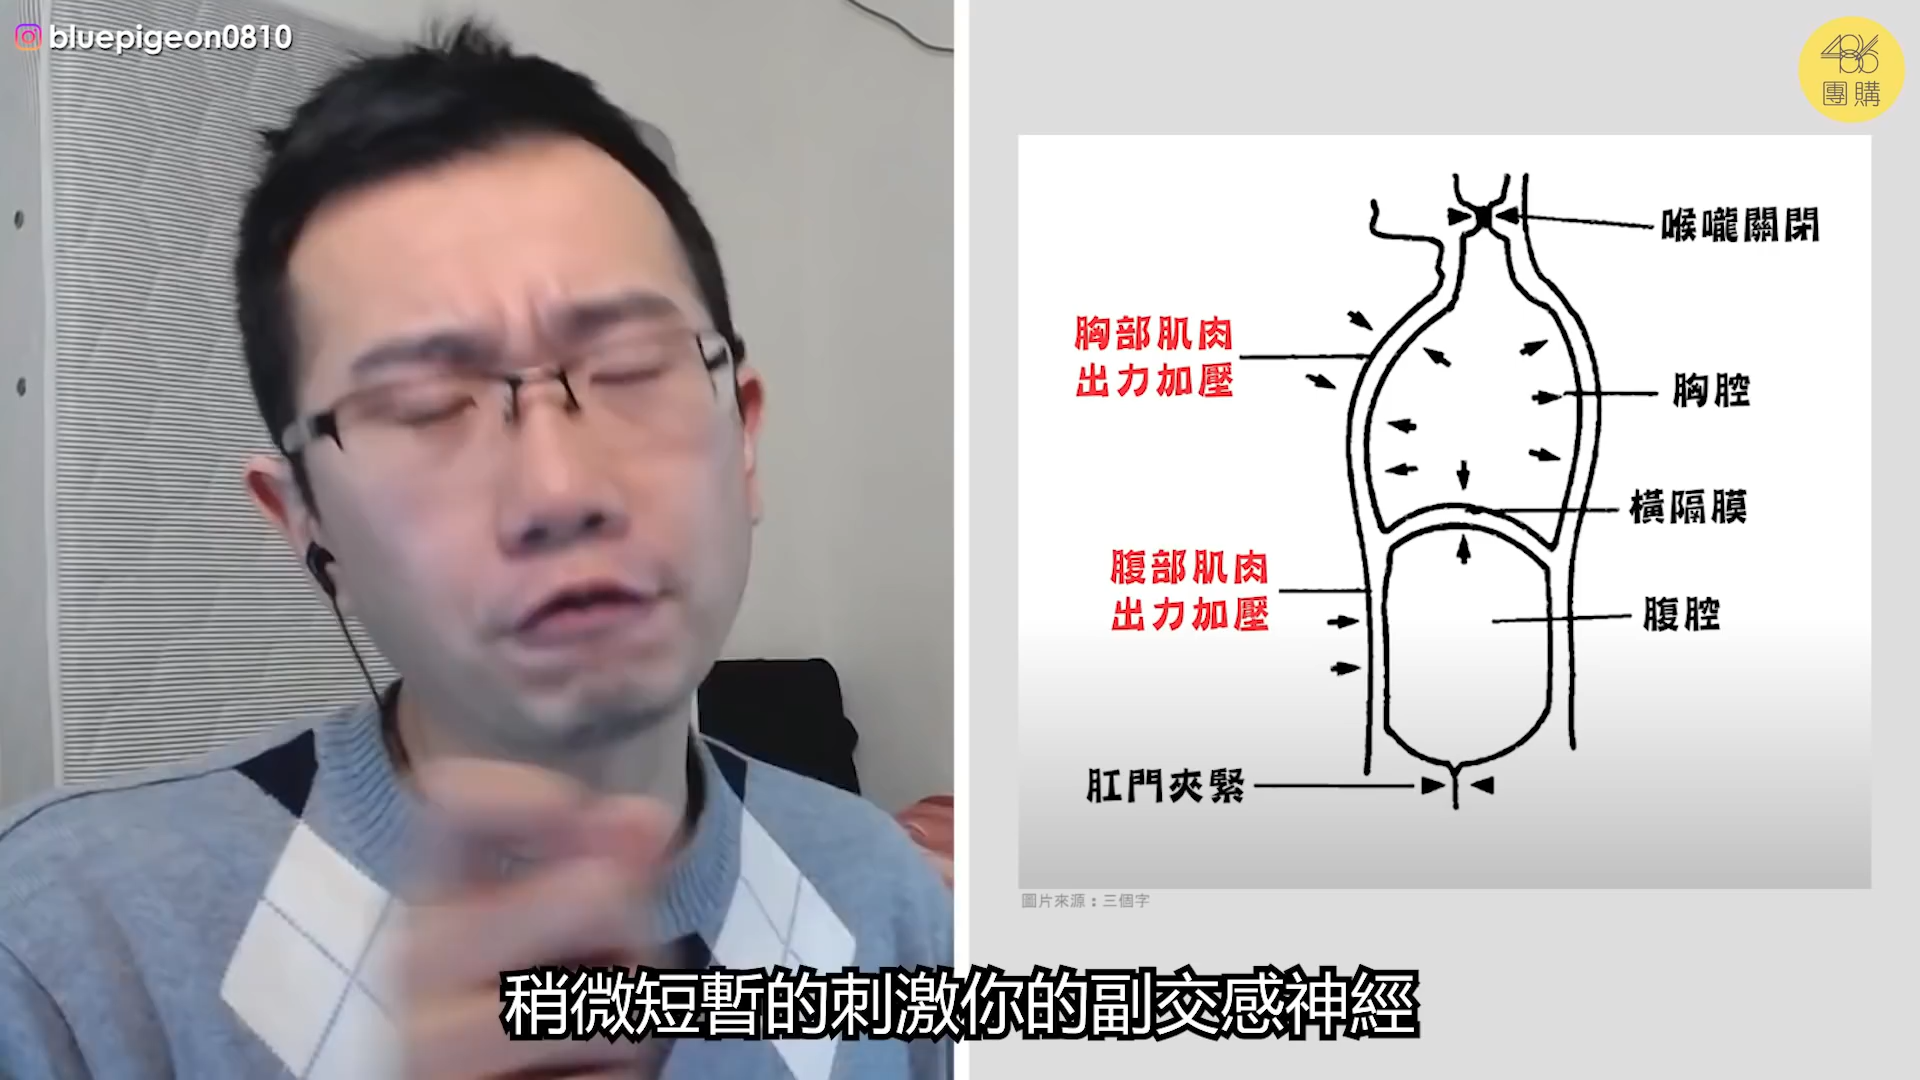 bluepigeon0810
486
團購
喉嚨關閉
胸部肌肉
出力加壓
胸腔
橫隔膜
腹部肌肉
出力加壓
腹腔
肛門夾緊
圖片來源：三個字
稍微短暫的刺激你的副交感神經